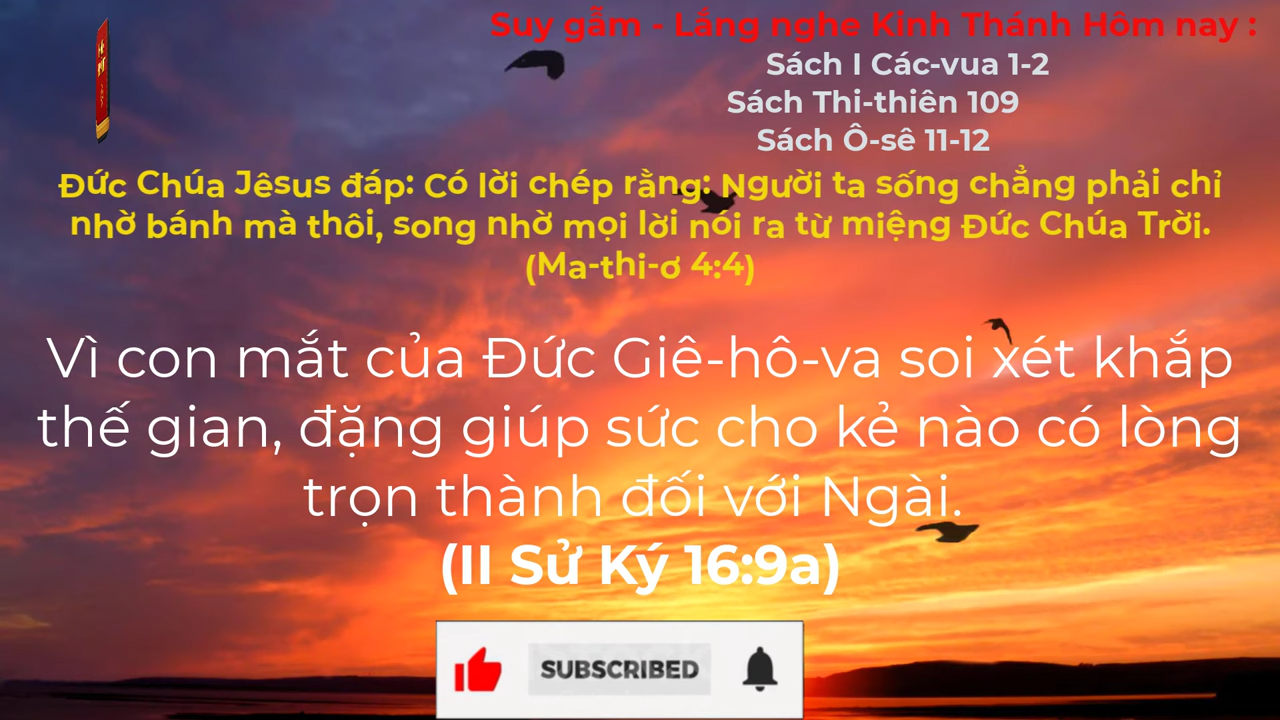 Suy gẫm - Lắng nghe Kinh Thánh Hôm nay :
Sách I Các-vua 1-2
Sách Thi-thiên 109
Sách Ô-sê 11-12
Đức Chúa Jêsus đáp: Có lời chép rằng: Người ta sống chẳng phải chỉ
nhờ bánh mà thôi, song nhờ mọi lời nói ra từ miệng Đức Chúa Trời.
(Ma-thi-ơ 4:4)
Vì con mắt của Đức Giê-hô-va soi xét khắp
thế gian, đặng giúp sức cho kẻ nào có lòng
trọn thành đối với Ngài.
(II Sử Ký 16:9a)
SUBSCRIBED